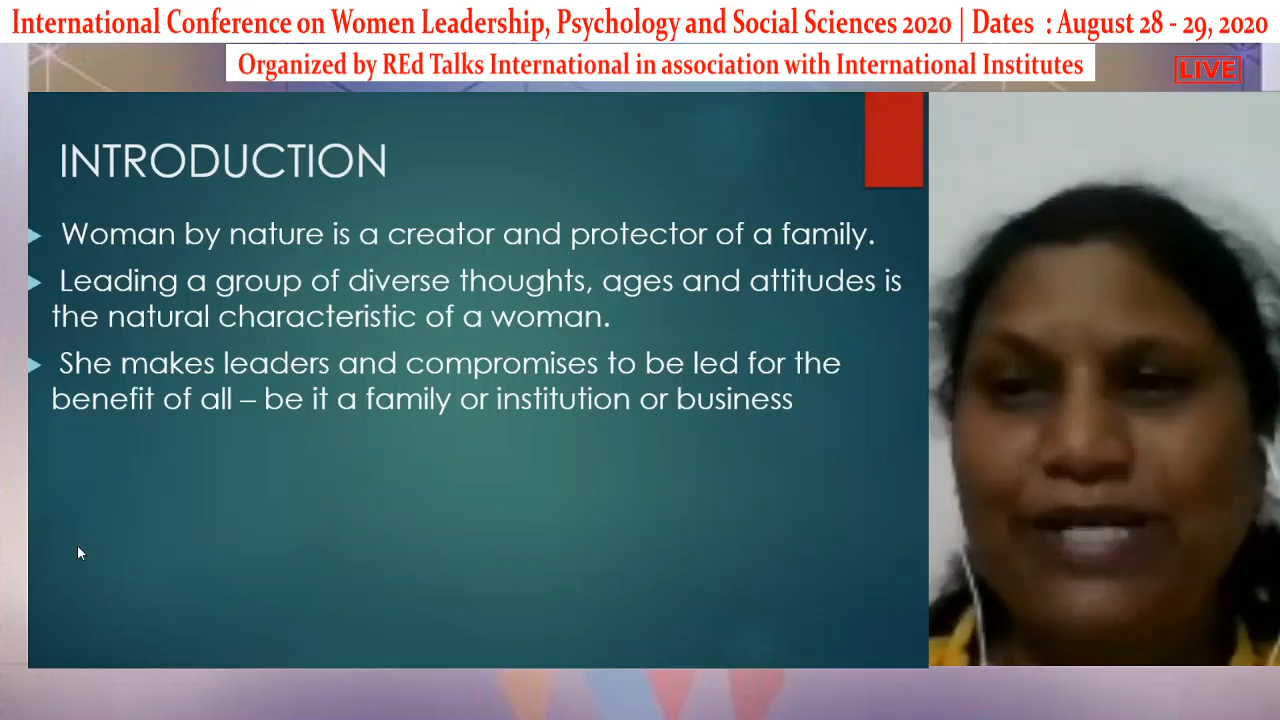 International Conference on Women Leadership, Psychology and Social Sciences 2020 | Dates : August 28 - 29, 2020
Organized by REd Talks International in association with International Institutes
LIVE
INTRODUCTION
Woman by nature is a creator and protector of a family.
Leading a group of diverse thoughts, ages and attitudes is
the natural characteristic of a woman.
She makes leaders and compromises to be led for the
benefit of all – be it a family or institution or business